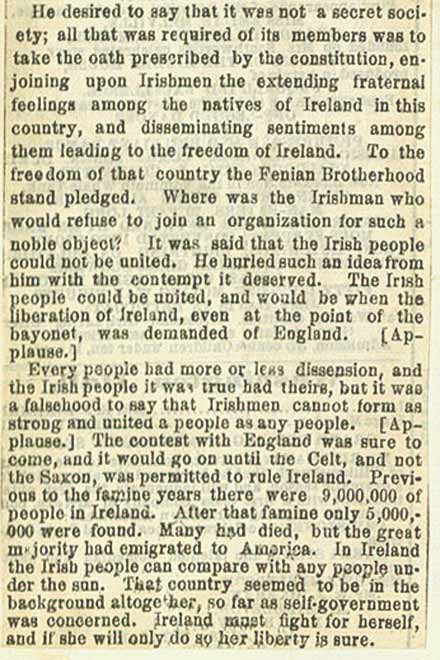 He desired to say that it was not a secret soci-
ety; all that was required of its members was to
take the oath prescribed by the constitution, en-
joining upon Irishmen the extending fraternal
feelings among the natives of Ireland in this
country, and disseminating sentiments among
them leading to the freedom of Ireland. To the
freedom of that country the Fenian Brotherhood
stand pledged. Where was the Irishman who
would refuse to join an organization for such a
noble object? It was said that the Irish people
could not be united. He hurled such an idea from
him with the contempt it deserved. The Irish
people could be united, and would be when the
liberation of Ireland, even at the point of the
bayonet, was demanded of England. [Ap-
plause.]
Every people had more or less dissension, and
the Irish people it was true had theirs, but it was
a falsehood to say that Irishmen cannot form as
strong and united a people as any people. [Ap-
plause.] The contest with England was sure to
come, and it would go on until the Celt, and not
the Saxon, was permitted to rule Ireland. Previ-
ous to the famine years there were 9,000,000 of
people in Ireland. After that famine only 5,000,-
000 were found. Many had died, but the great
majority had emigrated to America. In Ireland
the Irish people can compare with any people un-
der the sun. That country seemed to be in the
background altogether, so far as self-government
was concerned. Ireland must fight for herself,
and if she will only do so her liberty is sure.